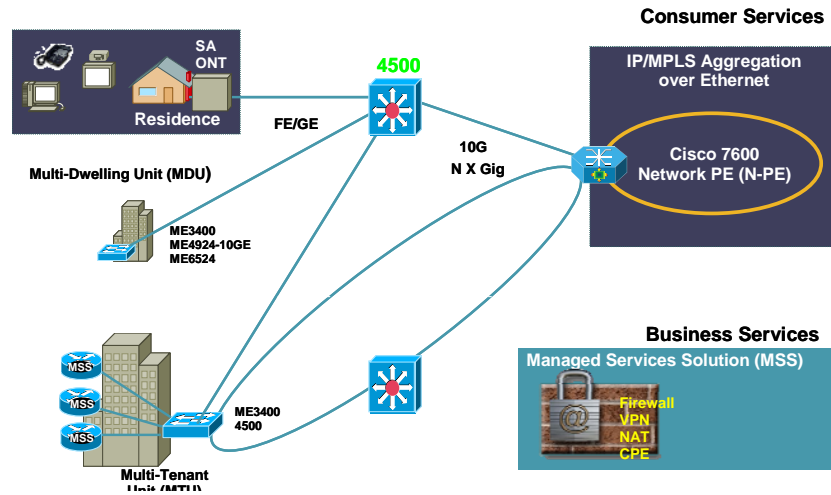 Consumer Services
SA
ONT
Residence
4500
FE/GE
10G
N X Gig
IP/MPLS Aggregation
over Ethernet
Cisco 7600
Network PE (N-PE)
Multi-Dwelling Unit (MDU)
ME3400
ME4924-10GE
ME6524
MSS
MSS
MSS
ME3400
4500
Multi-Tenant
Unit (MTU)
Business Services
Managed Services Solution (MSS)
@
Firewall
VPN
NAT
CPE